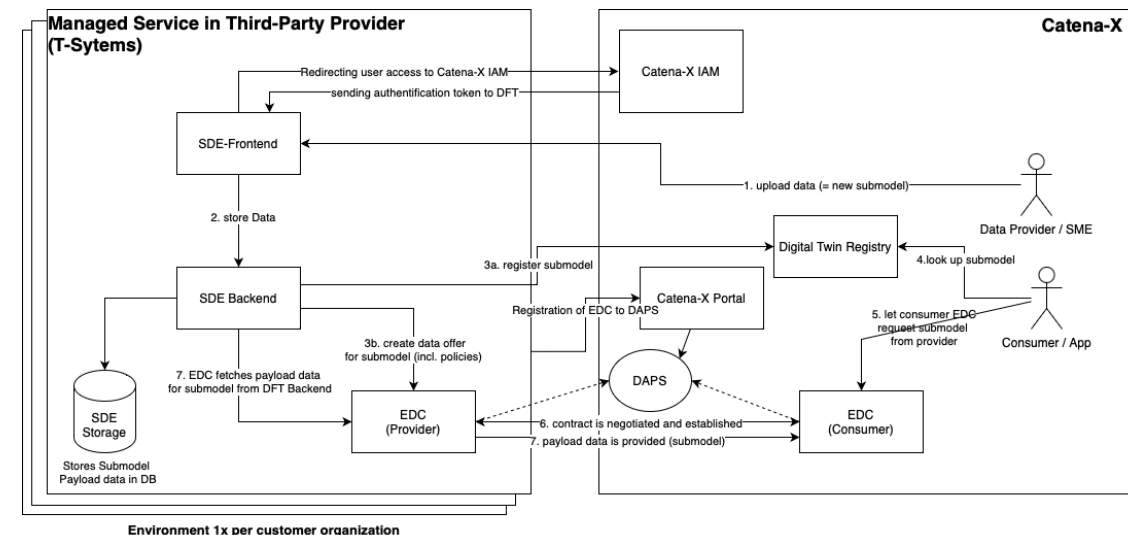 Managed Service in Third-Party Provider
(T-Sytems)
Catena-X
Redirecting user access to Catena-X IAM
Catena-X IAM
sending authentification token to DFT
SDE-Frontend
1. upload data (= new submodel)
Data Provider / SME
2. store Data
Digital Twin Registry
3a. register submodel
4.look up submodel
SDE Backend
Catena-X Portal
Registration of EDC to DAPS
5. let consumer EDC
request submodel
from provider
Consumer / App
3b. create data offer
for submodel (incl. policies)
7. EDC fetches payload data
for submodel from DFT Backend
DAPS
SDE
Storage
EDC
(Provider)
6. contract is negotiated and established
7. payload data is provided (submodel)
EDC
(Consumer)
Stores Submodel
Payload data in DB
Environment 1x per customer organization